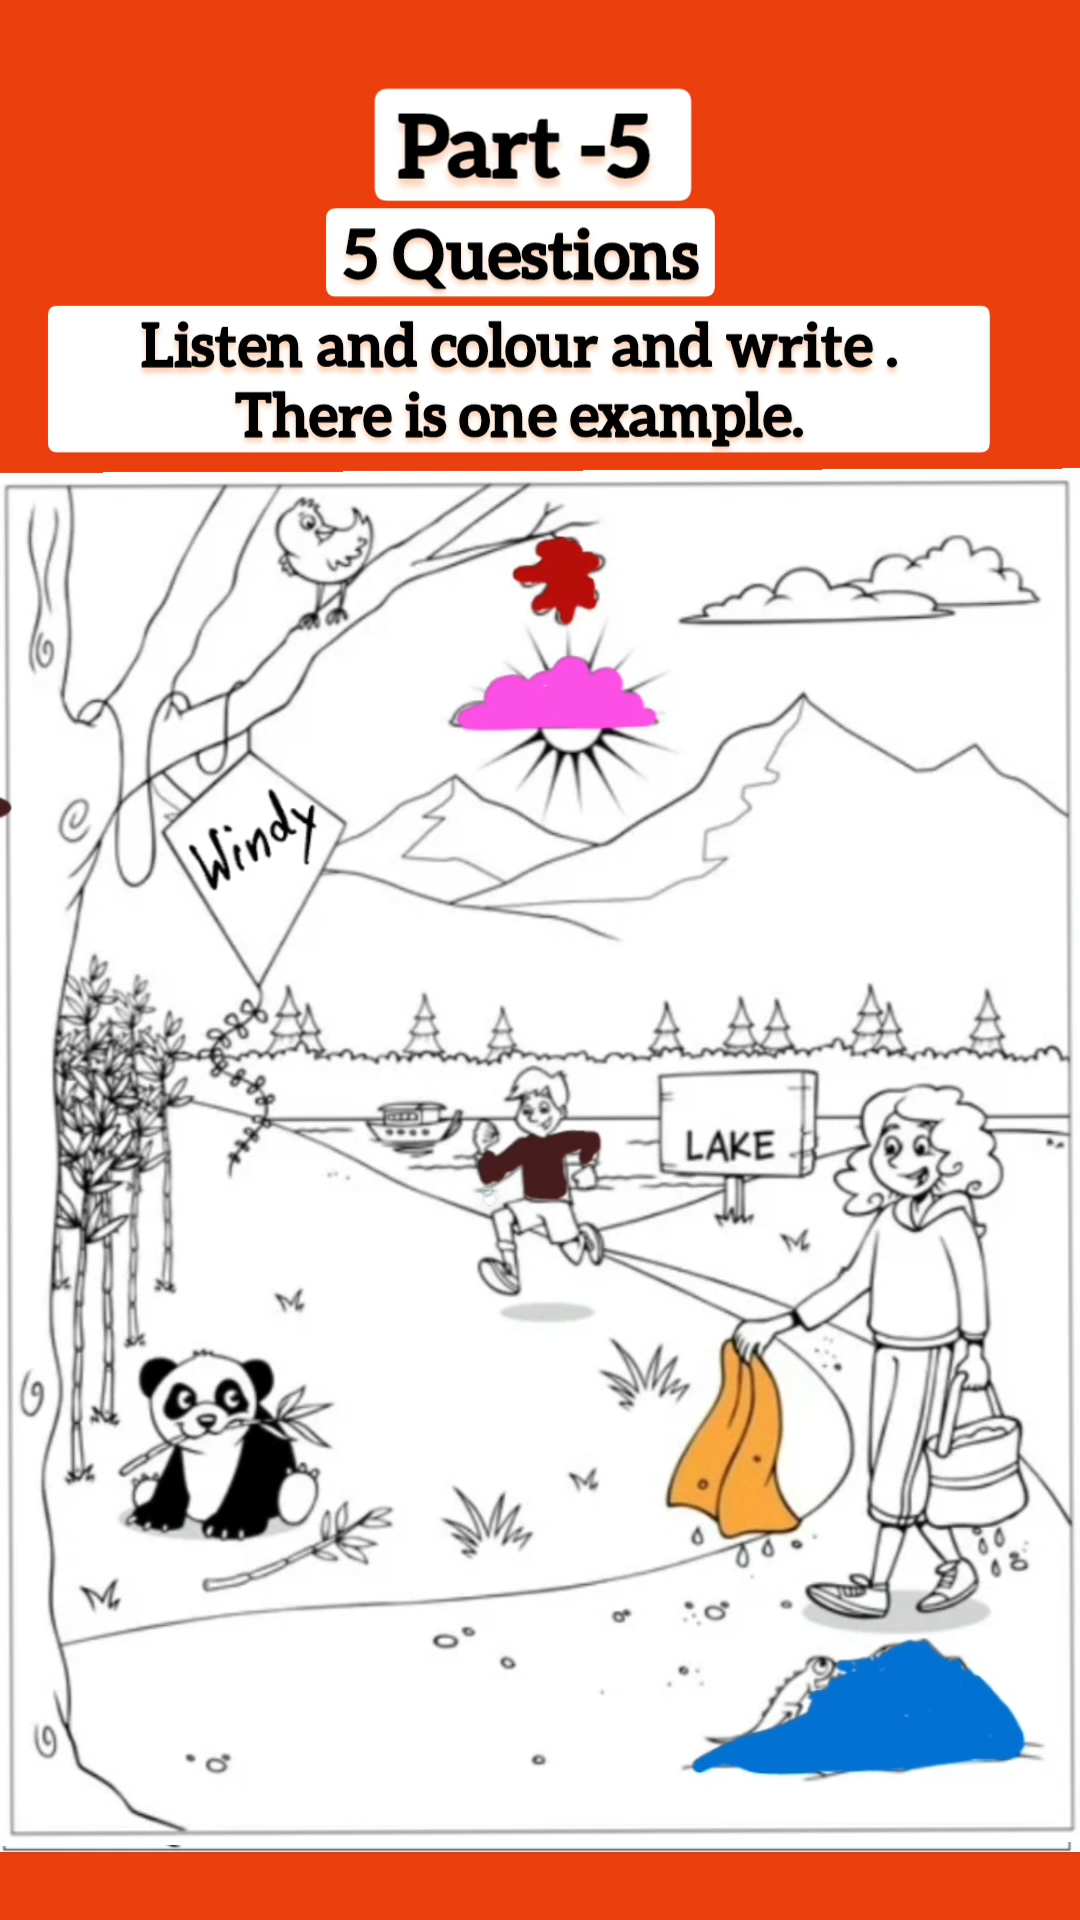 Part -5
5 Questions
Listen and colour and write .
There is one example.
Windy
LAKE